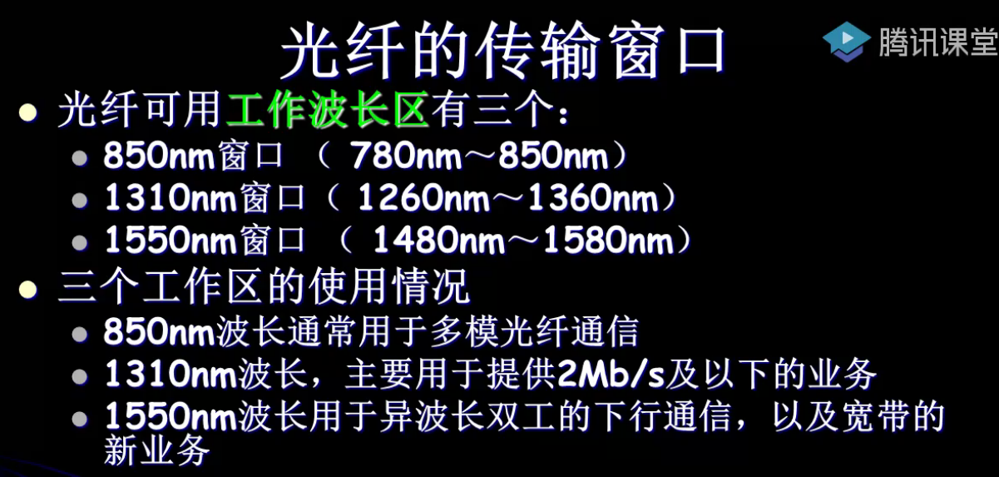 光纤的传输窗口
腾讯课堂
光纤可用工作波长区有三个：
850nm窗口 （ 780nm～850nm）
1310nm窗口（ 1260nm～1360nm）
1550nm窗口 （ 1480nm～1580nm）
三个工作区的使用情况
850nm波长通常用于多模光纤通信
1310nm波长，主要用于提供2Mb/s及以下的业务
1550nm波长用于异波长双工的下行通信，以及宽带的
新业务